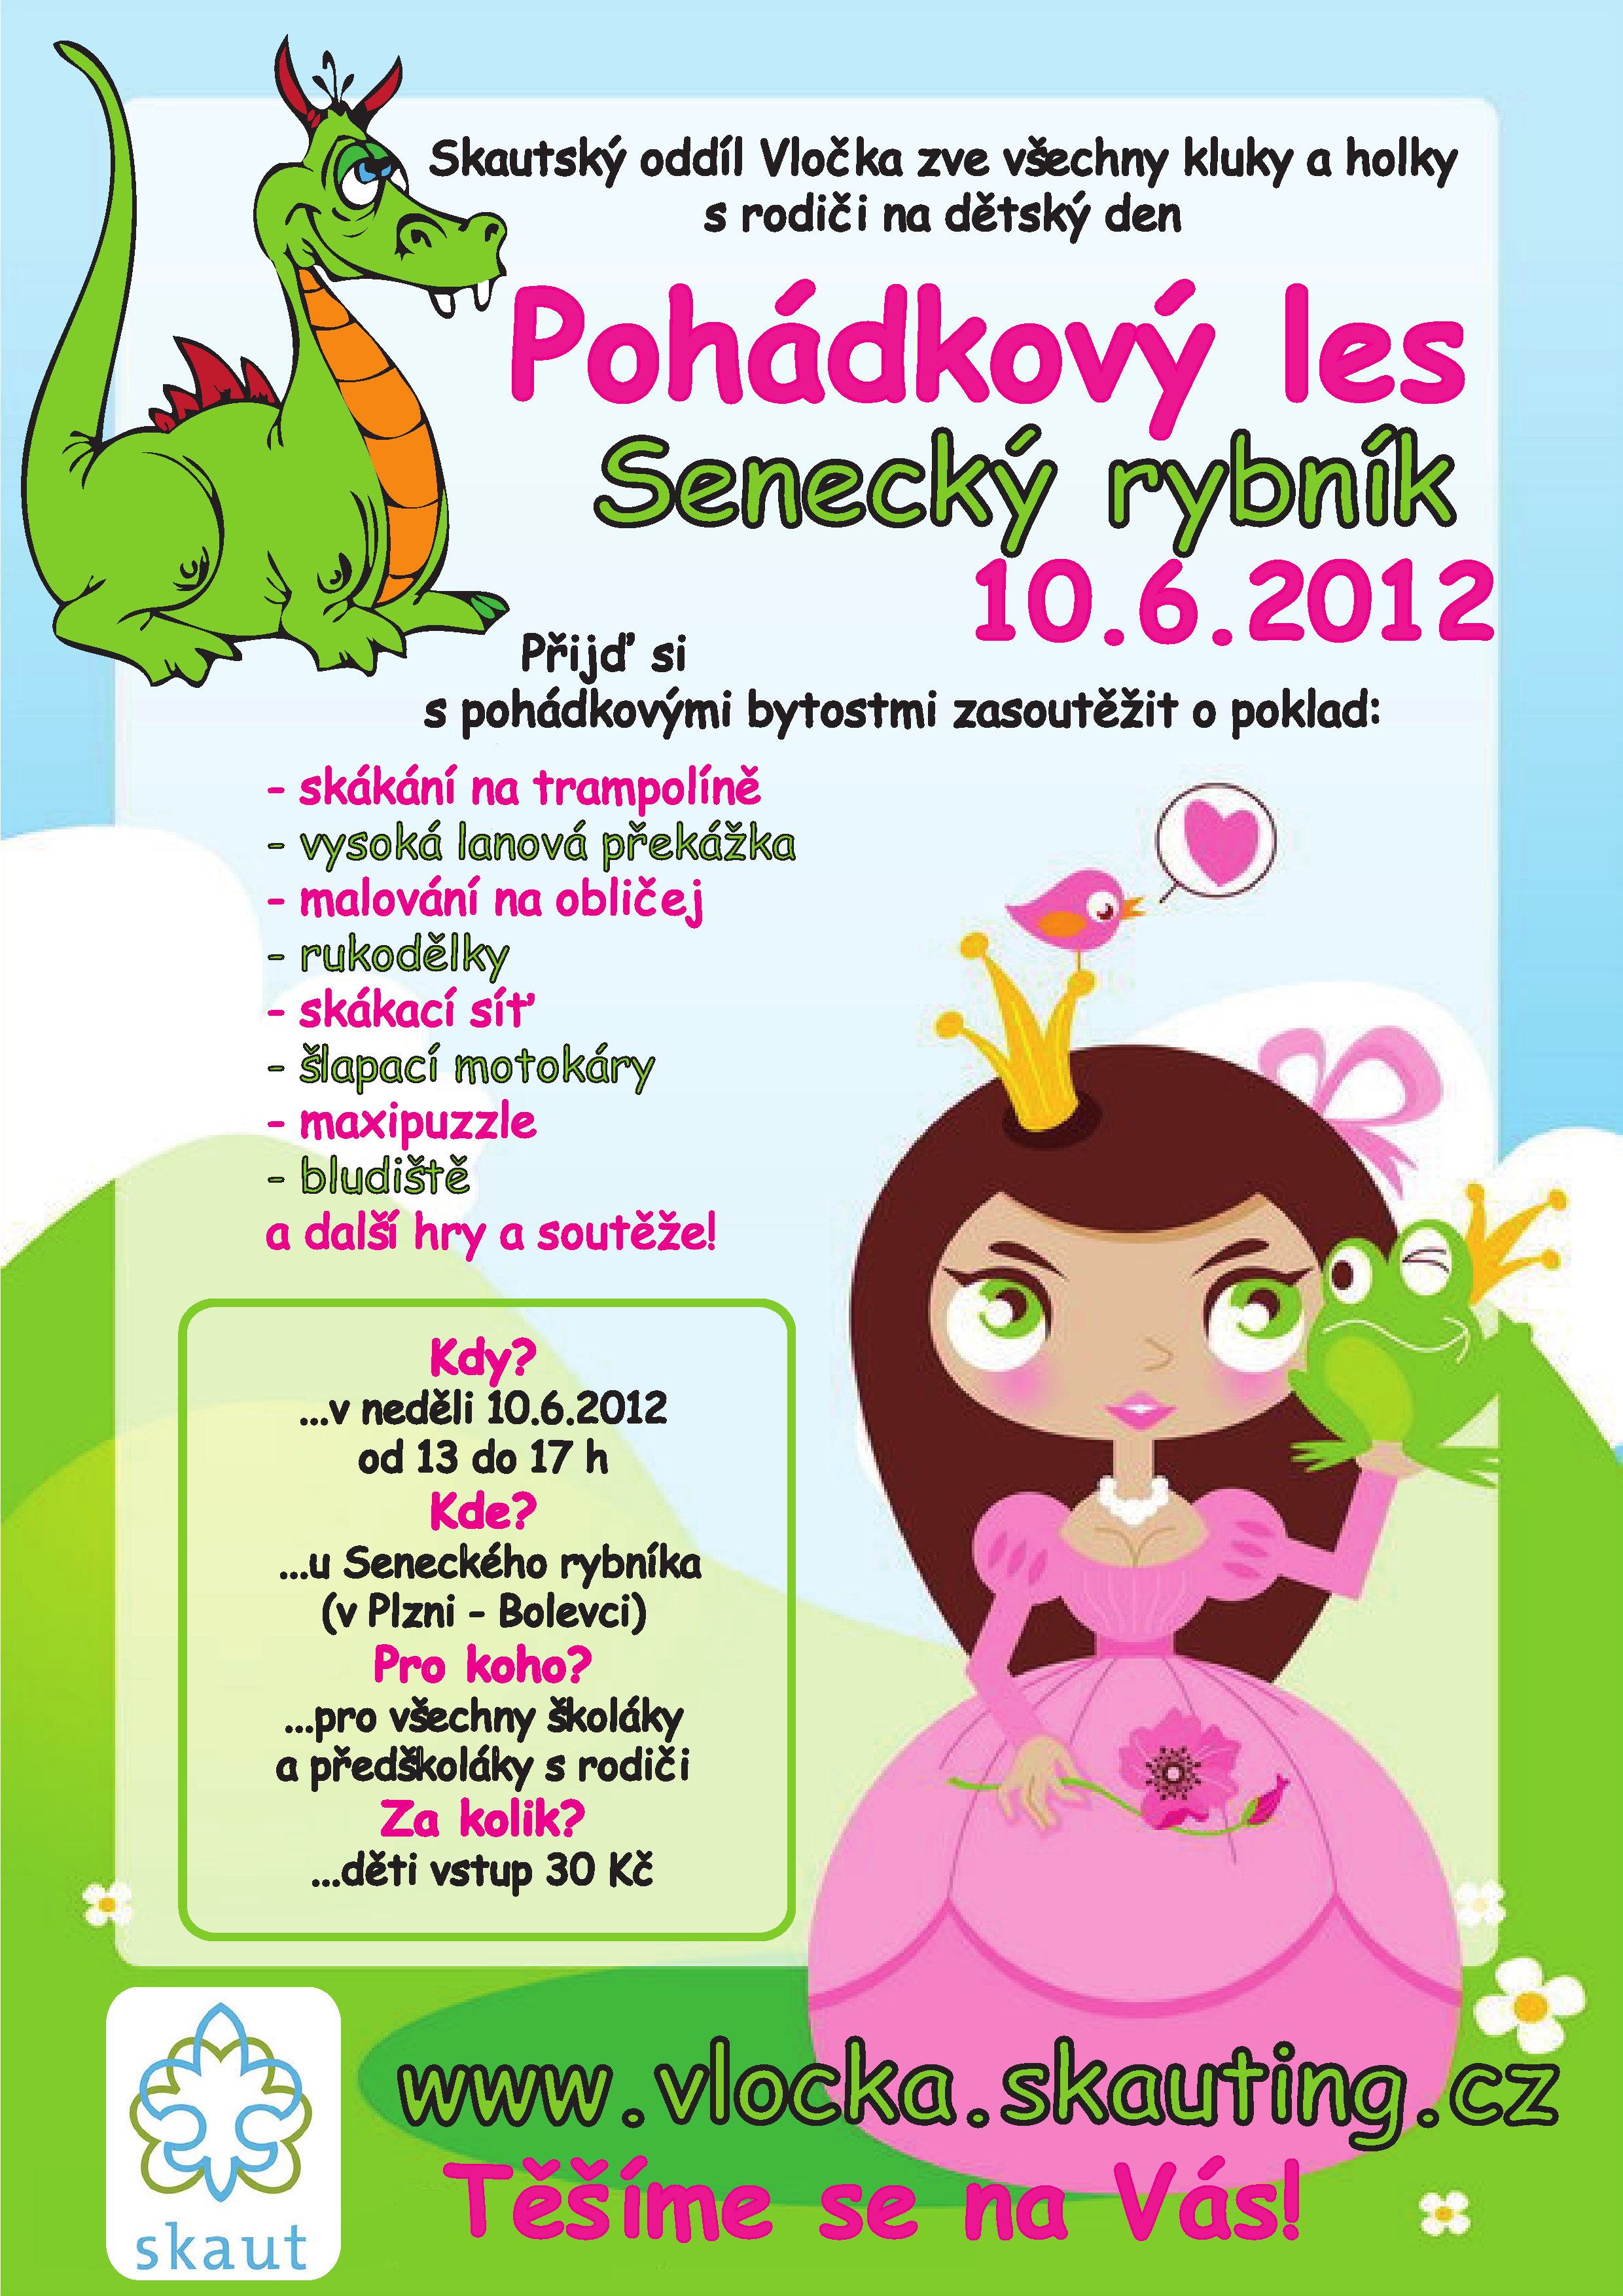 Skautský oddíl Vločka zve všechny kluky a holky
s rodiči na dětský den
Pohádkový les
Senecký rybník
10.6.2012
Přijď si
s pohádkovými bytostmi zasoutěžit o poklad:
- skákání na trampolíně
- vysoká lanová překážka
- malování na obličej
- rukodělky
- skákací síť
- šlapací motokáry
- maxipuzzle
- bludiště
a další hry a soutěže!
Kdy?
...v neděli 10.6.2012
od 13 do 17 h
Kde?
...u Seneckého rybníka
(v Plzni - Bolevci)
Pro koho?
...pro všechny školáky
a předškoláky s rodiči
Za kolik?
...děti vstup 30 Kč
www.vlocka.skauting.cz
Těšíme se na Vás!
skaut